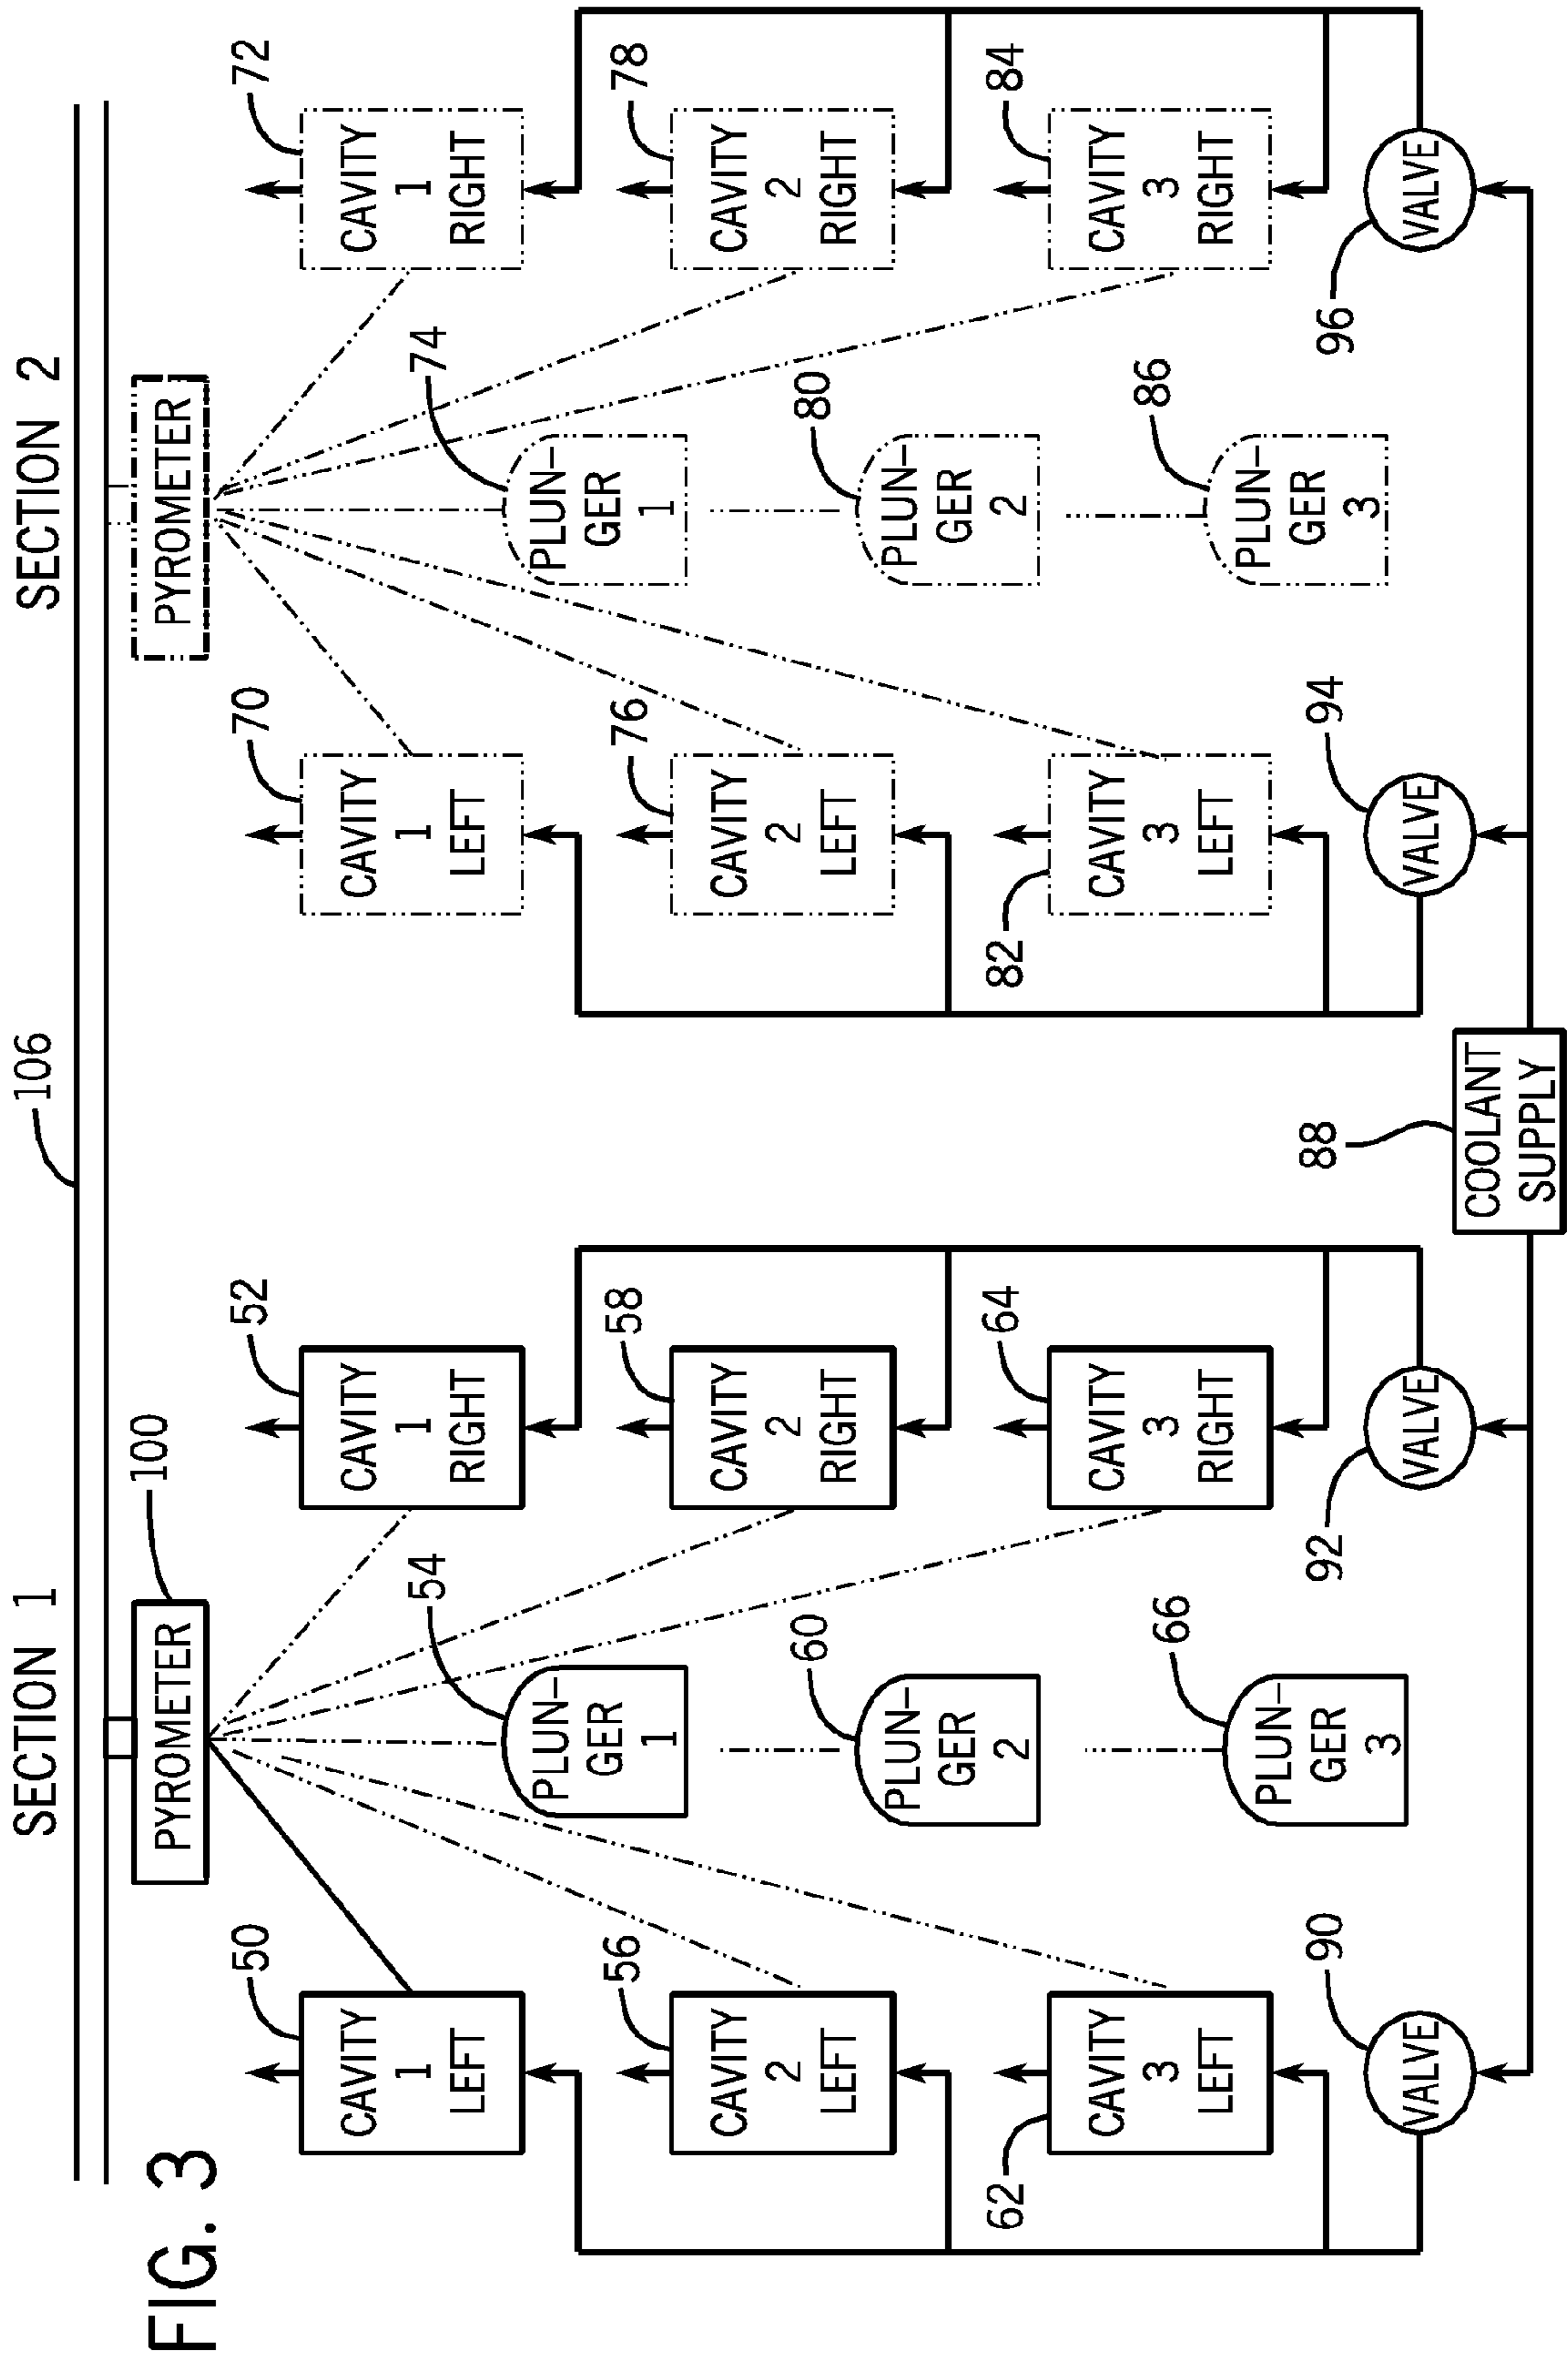 FIG. 3
SECTION 1
SECTION 2
106
PYROMETER
100
PYROMETER
50
CAVITY
1
LEFT
52
CAVITY
1
RIGHT
70
CAVITY
1
LEFT
72
CAVITY
1
RIGHT
54
PLUN-
GER
1
74
PLUN-
GER
1
56
CAVITY
2
LEFT
58
CAVITY
2
RIGHT
76
CAVITY
2
LEFT
78
CAVITY
2
RIGHT
60
PLUN-
GER
2
80
PLUN-
GER
2
62
CAVITY
3
LEFT
64
CAVITY
3
RIGHT
82
CAVITY
3
LEFT
84
CAVITY
3
RIGHT
66
PLUN-
GER
3
86
PLUN-
GER
3
90
VALVE
92
VALVE
94
VALVE
96
VALVE
88
COOLANT
SUPPLY